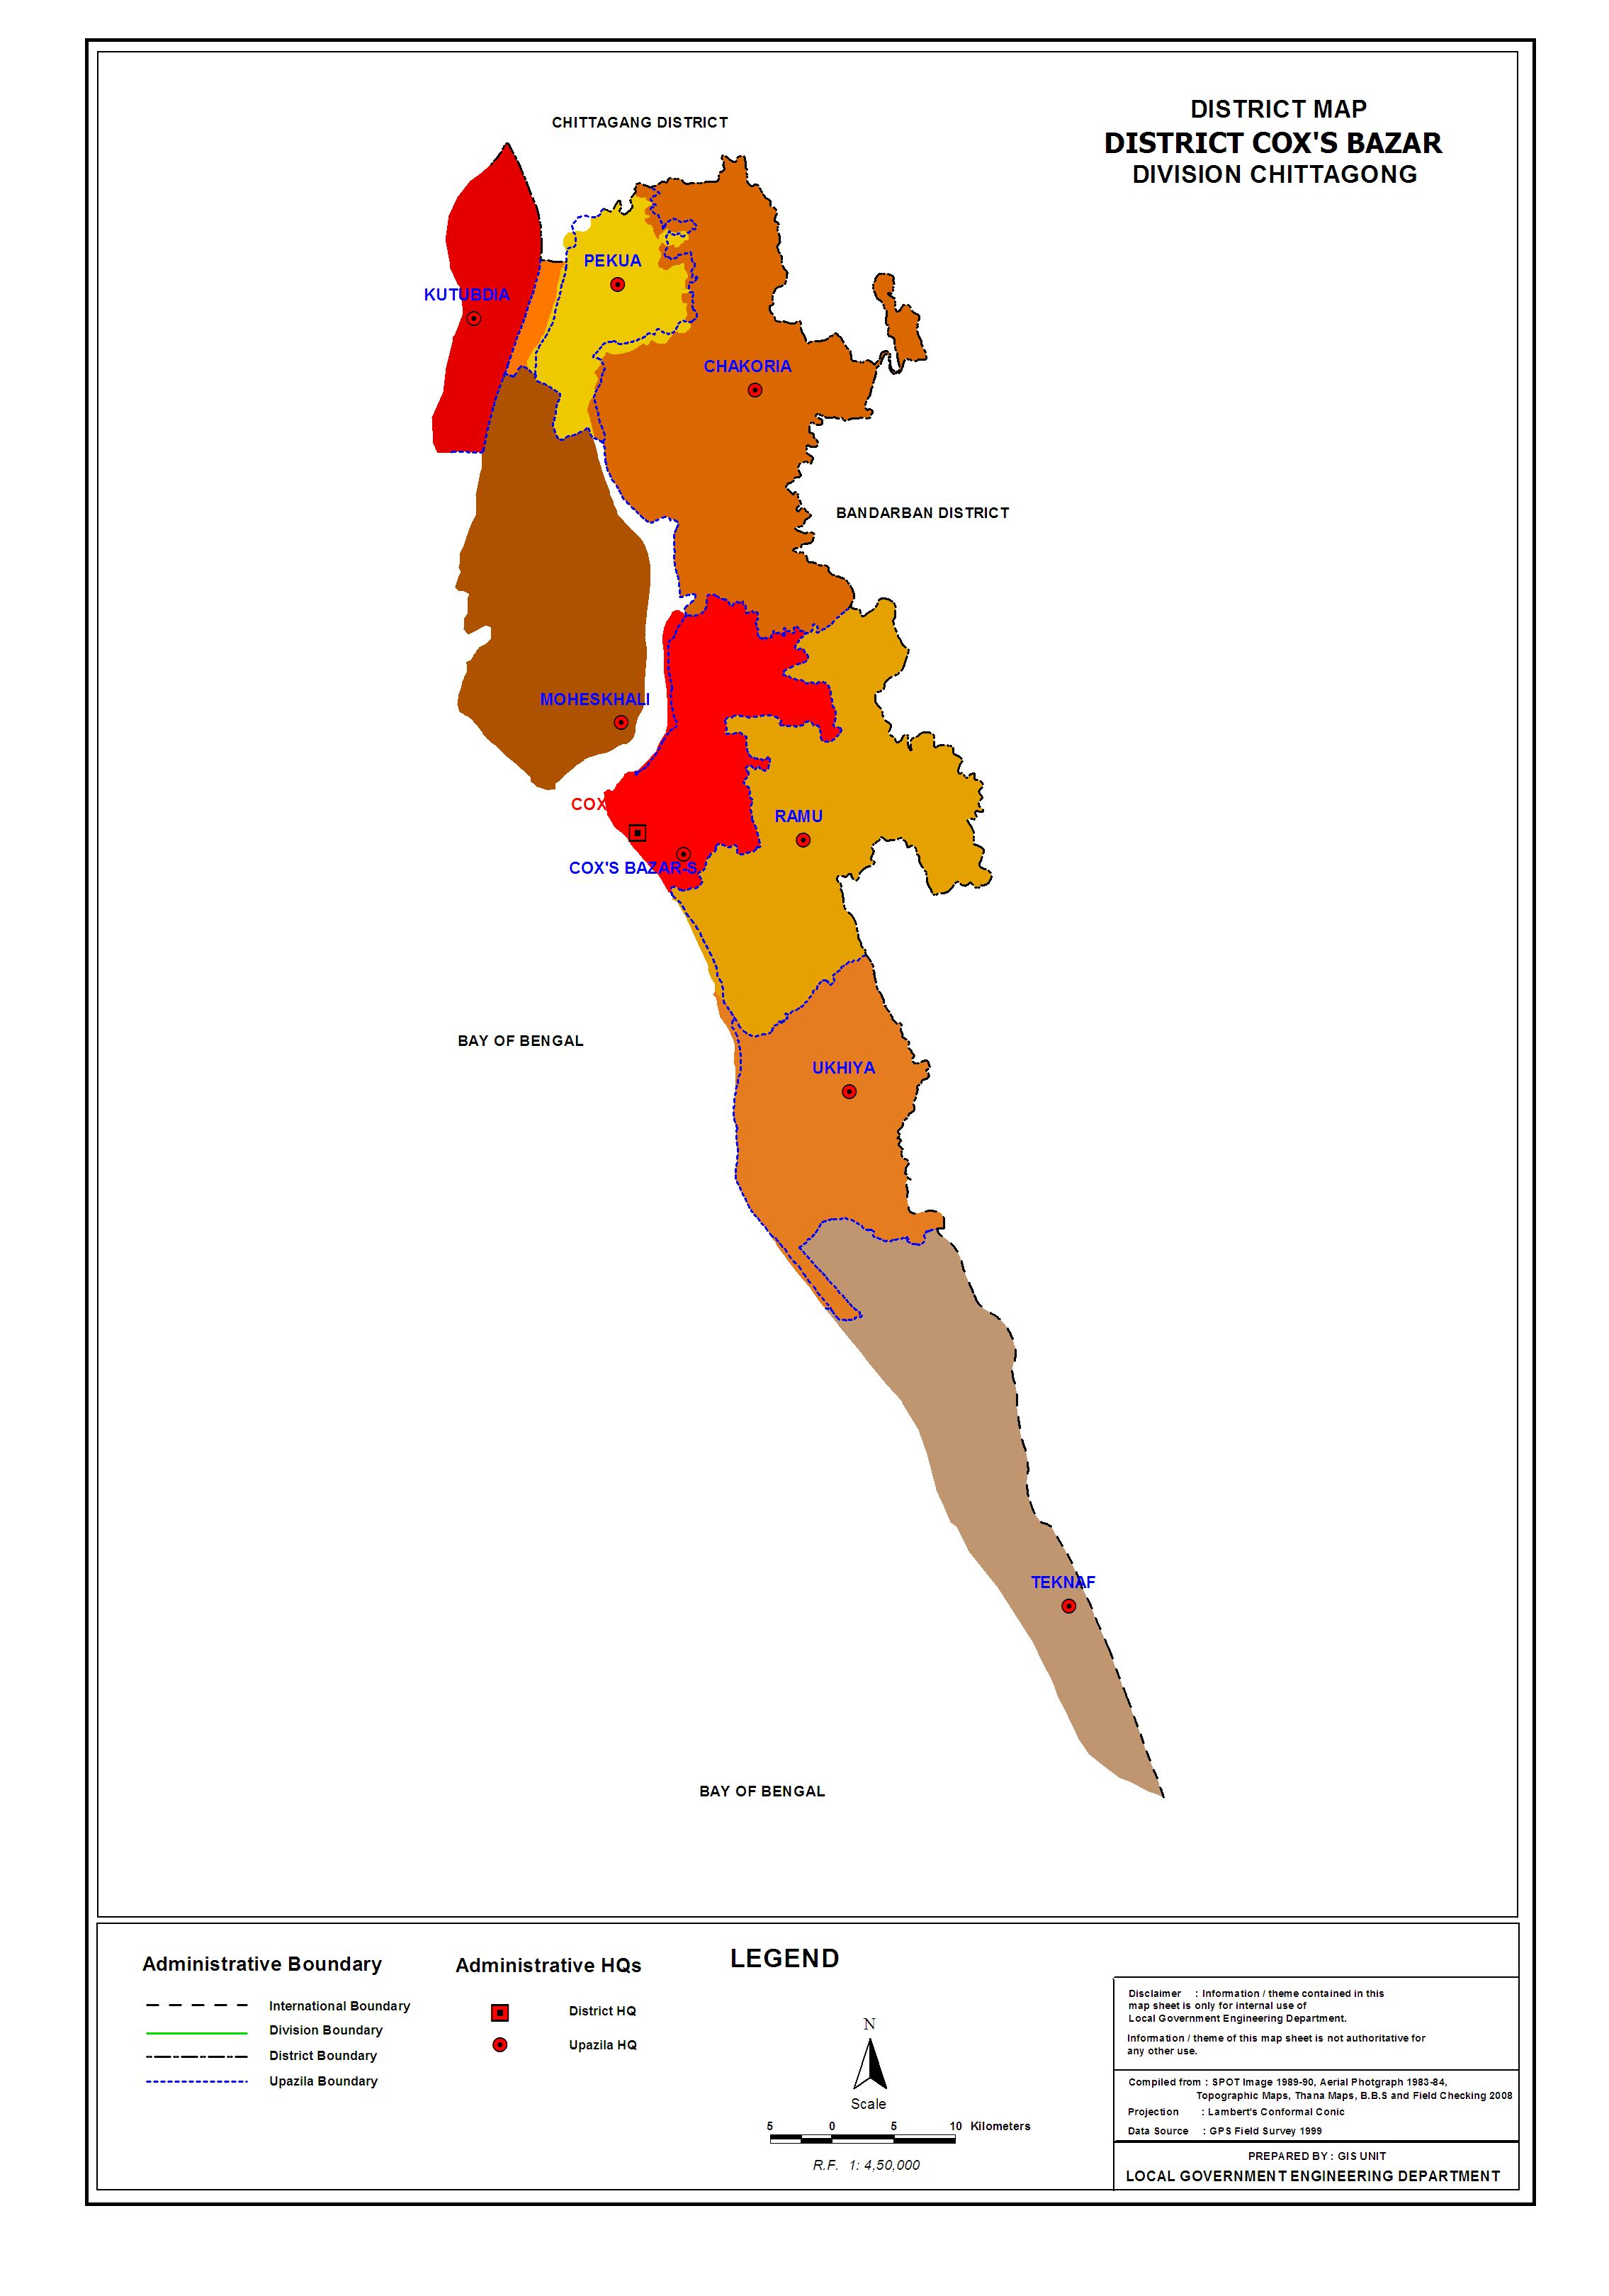 DISTRICT MAP
DISTRICT COX'S BAZAR
DIVISION CHITTAGONG
CHITTAGANG DISTRICT
PEKUA
KUTUBDIA
CHAKORIA
BANDARBAN DISTRICT
MOHESKHALI
COX
RAMU
COX'S BAZAR-S
BAY OF BENGAL
UKHIYA
TEKNAF
BAY OF BENGAL
LEGEND
Administrative Boundary
International Boundary
Division Boundary
District Boundary
Upazila Boundary
Administrative HQs
District HQ
Upazila HQ
N
Scale
5 0 5 10 Kilometers
R.F. 1: 4,50,000
Disclaimer : Information / theme contained in this
map sheet is only for internal use of
Local Government Engineering Department.
Information / theme of this map sheet is not authoritative for
any other use.
Compiled from : SPOT Image 1989-90, Aerial Photgraph 1983-84,
Topographic Maps, Thana Maps, B.B.S and Field Checking 2008
Projection : Lambert's Conformal Conic
Data Source : GPS Field Survey 1999
PREPARED BY : GIS UNIT
LOCAL GOVERNMENT ENGINEERING DEPARTMENT